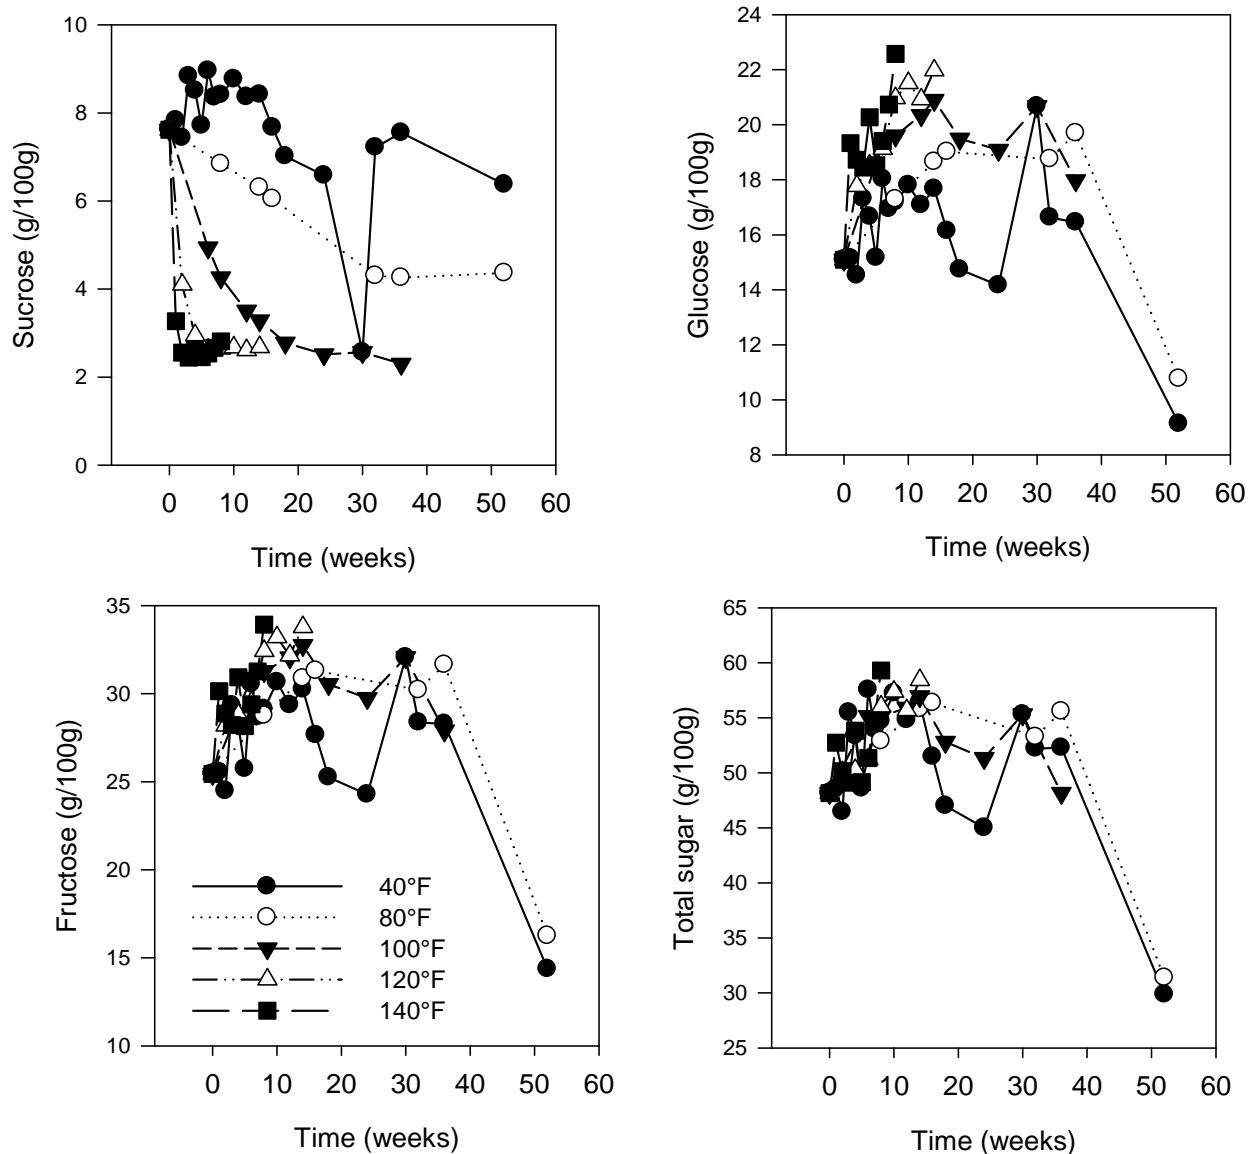 10
8
6
4
2
0
Sucrose (g/100g)
0 10 20 30 40 50 60
Time (weeks)
24
22
20
18
16
14
12
10
8
Glucose (g/100g)
0 10 20 30 40 50 60
Time (weeks)
35
30
25
20
15
10
Fructose (g/100g)
40°F
80°F
100°F
120°F
140°F
0 10 20 30 40 50 60
Time (weeks)
65
60
55
50
45
40
35
30
25
Total sugar (g/100g)
0 10 20 30 40 50 60
Time (weeks)